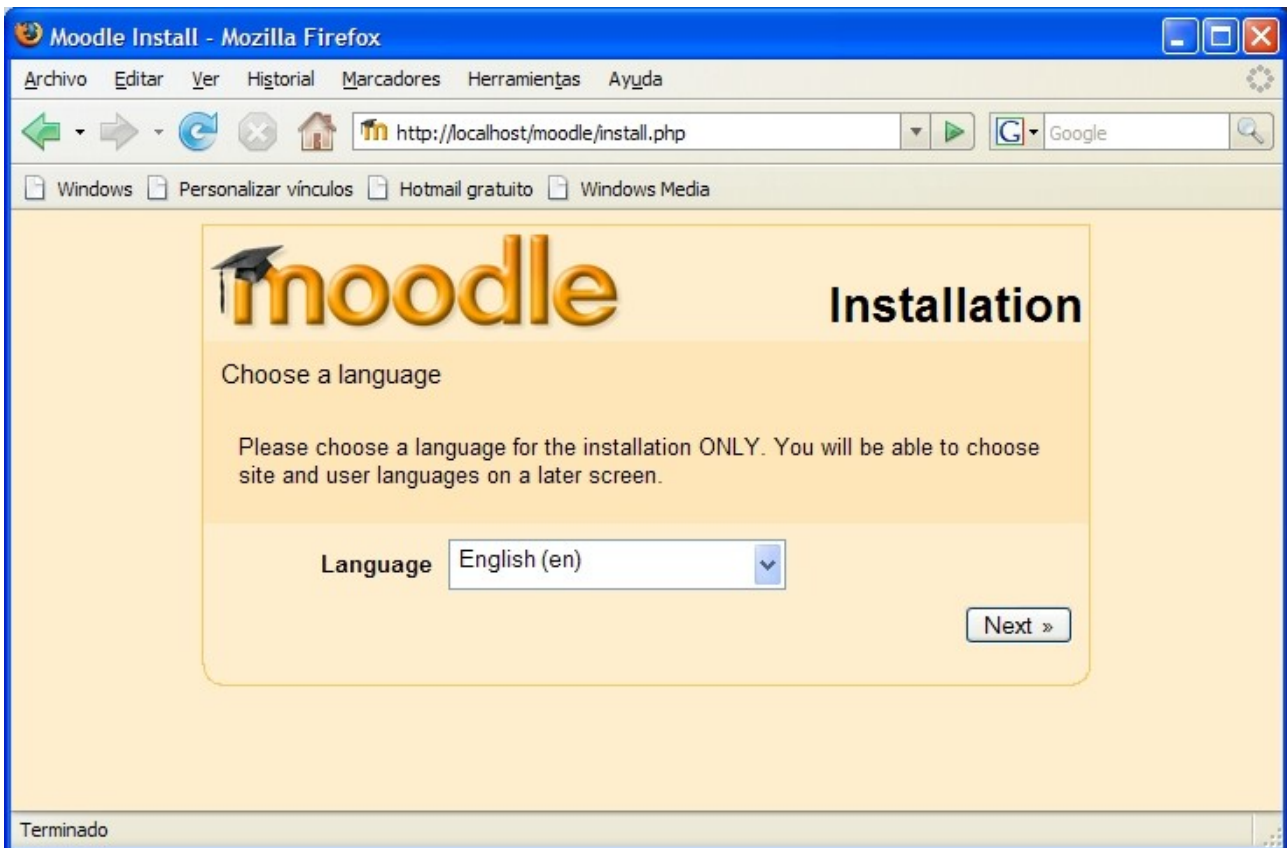 Moodle Install - Mozilla Firefox
Archivo Editar Ver Historial Marcadores Herramientas Ayuda
http://localhost/moodle/install.php G Google
Windows Personalizar vínculos Hotmail gratuito Windows Media
moodle
Installation
Choose a language
Please choose a language for the installation ONLY. You will be able to choose
site and user languages on a later screen.
Language English (en)
Next »
Terminado